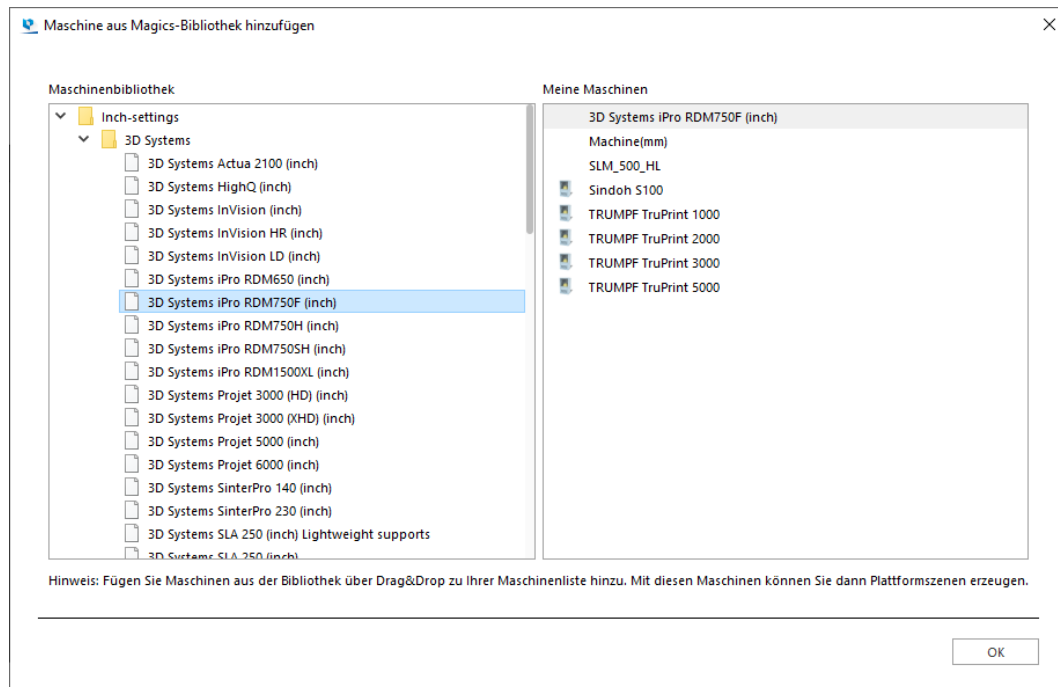 Maschine aus Magics-Bibliothek hinzufügen
Maschinenbibliothek
Inch-settings
3D Systems
3D Systems Actua 2100 (inch)
3D Systems HighQ (inch)
3D Systems InVision (inch)
3D Systems InVision HR (inch)
3D Systems InVision LD (inch)
3D Systems iPro RDM650 (inch)
3D Systems iPro RDM750F (inch)
3D Systems iPro RDM750H (inch)
3D Systems iPro RDM750SH (inch)
3D Systems iPro RDM1500XL (inch)
3D Systems Projet 3000 (HD) (inch)
3D Systems Projet 3000 (XHD) (inch)
3D Systems Projet 5000 (inch)
3D Systems Projet 6000 (inch)
3D Systems SinterPro 140 (inch)
3D Systems SinterPro 230 (inch)
3D Systems SLA 250 (inch) Lightweight supports
3D Systems SLA 250 (inch)
Meine Maschinen
3D Systems iPro RDM750F (inch)
Machine(mm)
SLM_500_HL
Sindoh S100
TRUMPF TruPrint 1000
TRUMPF TruPrint 2000
TRUMPF TruPrint 3000
TRUMPF TruPrint 5000
Hinweis: Fügen Sie Maschinen aus der Bibliothek über Drag&Drop zu Ihrer Maschinenliste hinzu. Mit diesen Maschinen können Sie dann Plattformszenen erzeugen.
OK